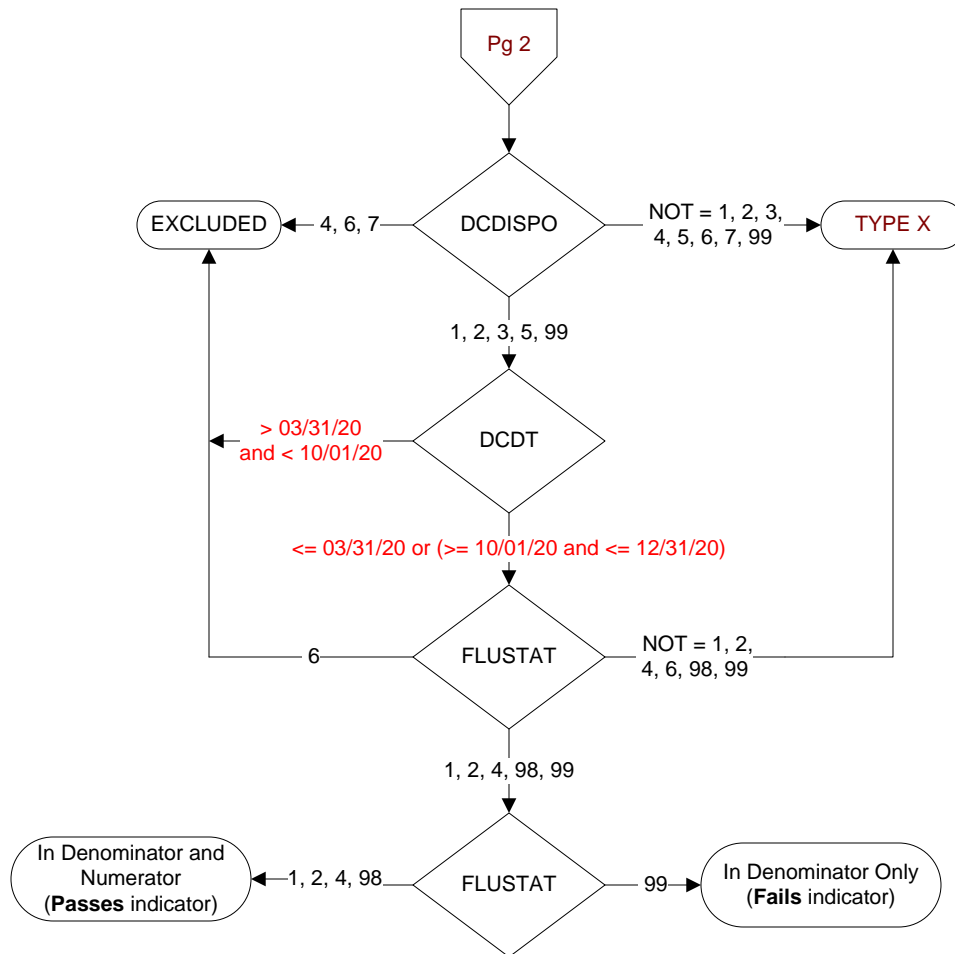 Pg 2
EXCLUDED
4, 6, 7
DCDISPO
NOT = 1, 2, 3,
4, 5, 6, 7, 99
TYPE X
1, 2, 3, 5, 99
> 03/31/20
and < 10/01/20
DCDT
<= 03/31/20 or (>= 10/01/20 and <= 12/31/20)
6
FLUSTAT
NOT = 1, 2,
4, 6, 98, 99
1, 2, 4, 98, 99
In Denominator and
Numerator
(Passes indicator)
1, 2, 4, 98
FLUSTAT
99
In Denominator Only
(Fails indicator)